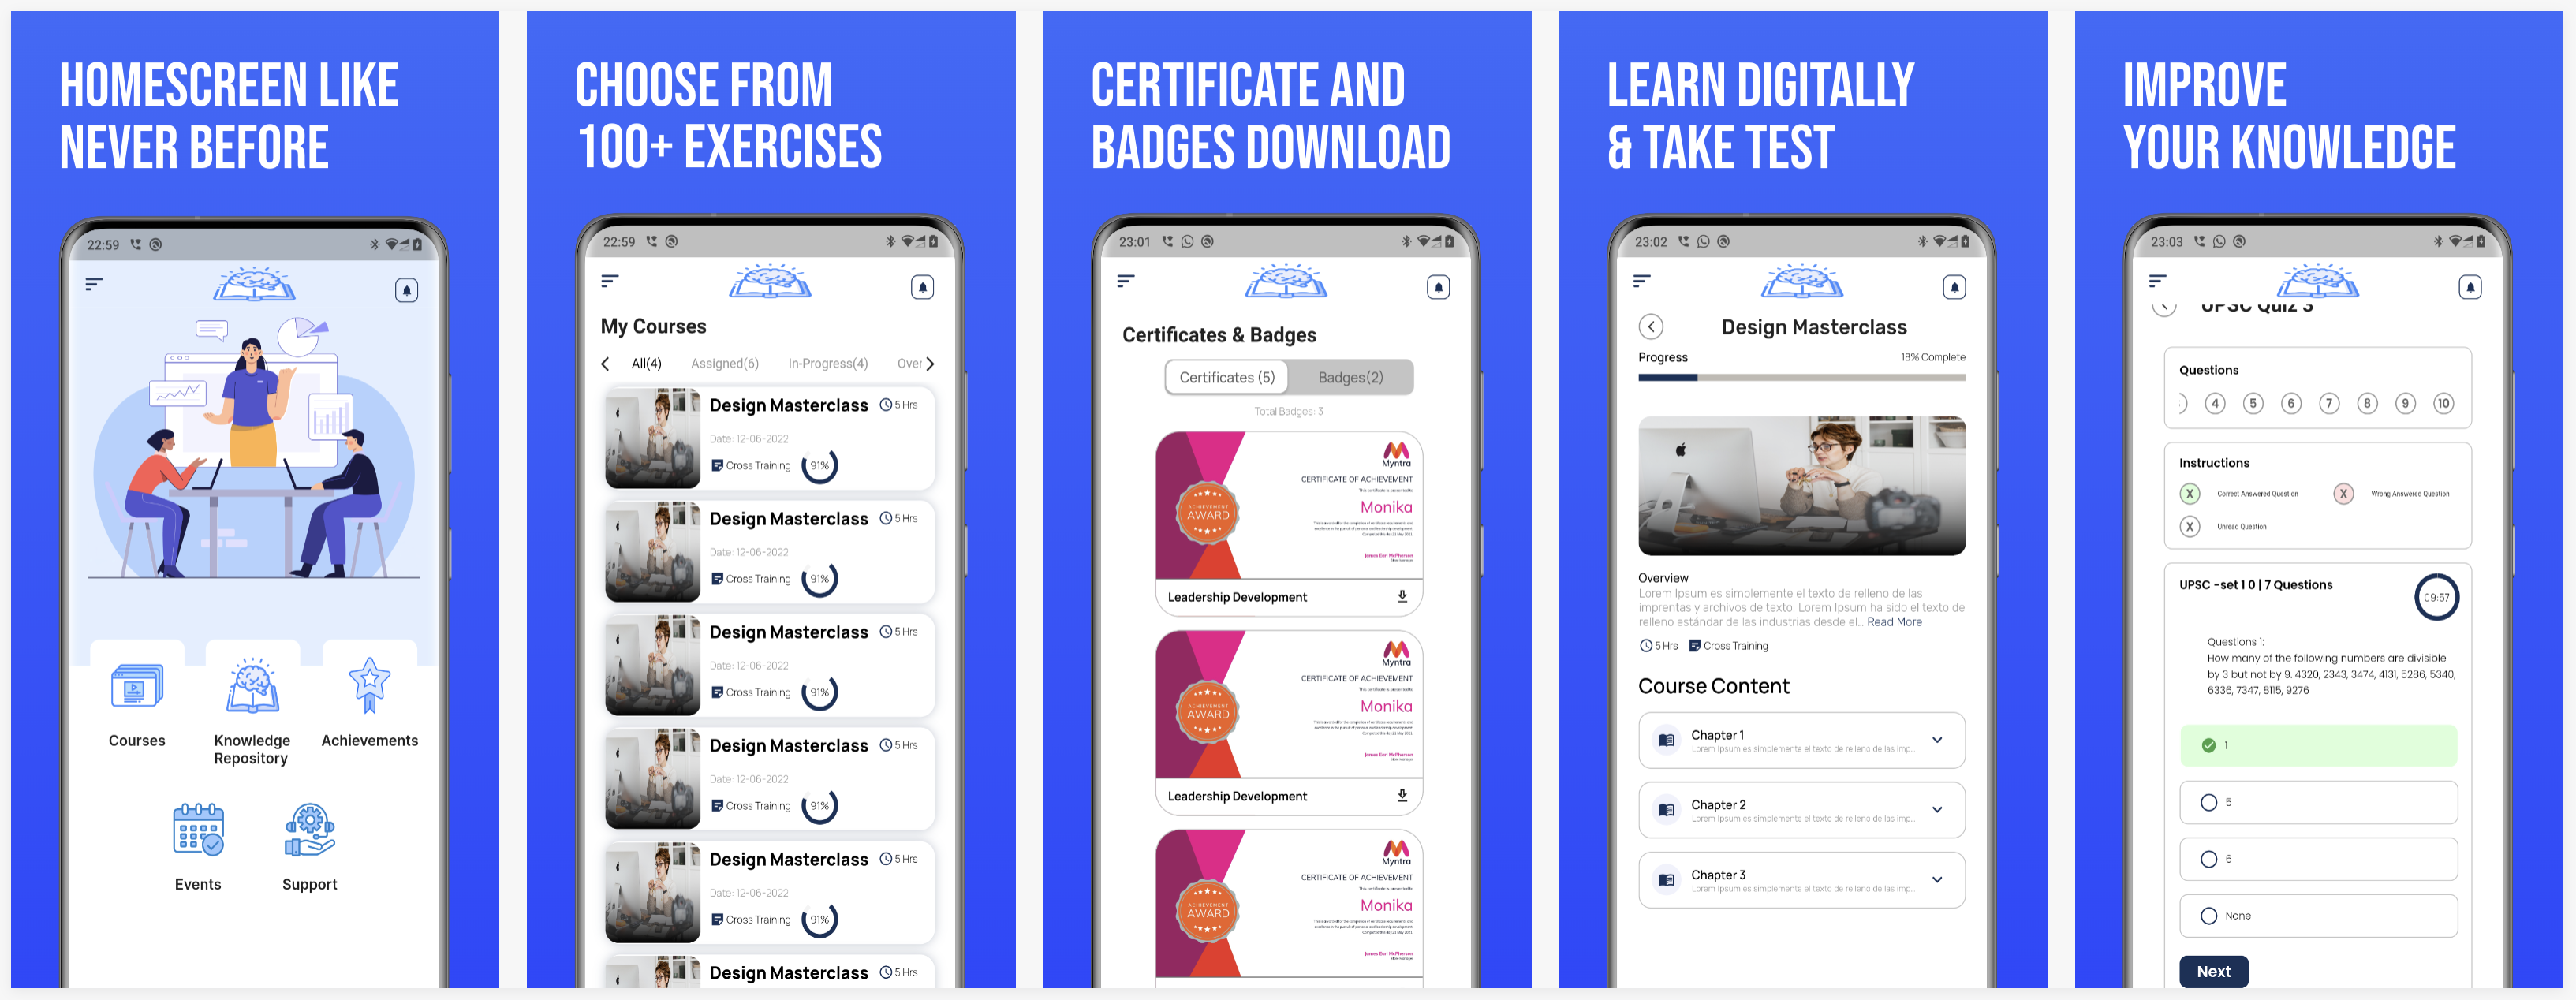 HOMESCREEN LIKE
NEVER BEFORE
22:59
Courses
Knowledge
Repository
Achievements
Events
Support
CHOOSE FROM
100+ EXERCISES
22:59
My Courses
All(4) Assigned(6) In-Progress(4) Over
Design Masterclass 5 Hrs
Date: 12-06-2022
Cross Training 91%
Design Masterclass 5 Hrs
Date: 12-06-2022
Cross Training 91%
Design Masterclass 5 Hrs
Date: 12-06-2022
Cross Training 91%
Design Masterclass 5 Hrs
Date: 12-06-2022
Cross Training 91%
Design Masterclass 5 Hrs
Date: 12-06-2022
Cross Training 91%
Design Masterclass 5 Hrs
CERTIFICATE AND
BADGES DOWNLOAD
23:01
Certificates & Badges
Certificates (5) Badges(2)
Total Badges: 3
Myntra
CERTIFICATE OF ACHIEVEMENT
Monika
ACHIEVEMENT
AWARD
James Earl McPherson
Leadership Development
Myntra
CERTIFICATE OF ACHIEVEMENT
Monika
ACHIEVEMENT
AWARD
James Earl McPherson
Leadership Development
Myntra
CERTIFICATE OF ACHIEVEMENT
Monika
ACHIEVEMENT
AWARD
James Earl McPherson
LEARN DIGITALLY
& TAKE TEST
23:02
Design Masterclass
Progress 18% Complete
Overview
Lorem Ipsum es simplemente el texto de relleno de las
imprentas y archivos de texto. Lorem Ipsum ha sido el texto de
relleno estándar de las industrias desde el... Read More
5 Hrs Cross Training
Course Content
Chapter 1
Lorem Ipsum es simplemente el texto de relleno de las imp...
Chapter 2
Lorem Ipsum es simplemente el texto de relleno de las imp...
Chapter 3
Lorem Ipsum es simplemente el texto de relleno de las imp...
IMPROVE
YOUR KNOWLEDGE
23:03
UPSC Quiz 3
Questions
4 5 6 7 8 9 10
Instructions
X Correct Answered Question X Wrong Answered Question
X Unread Question
UPSC -set 1 0 | 7 Questions
09:57
Questions 1:
How many of the following numbers are divisible
by 3 but not by 9. 4320, 2343, 3474, 4131, 5286, 5340,
6336, 7347, 8115, 9276
1
5
6
None
Next